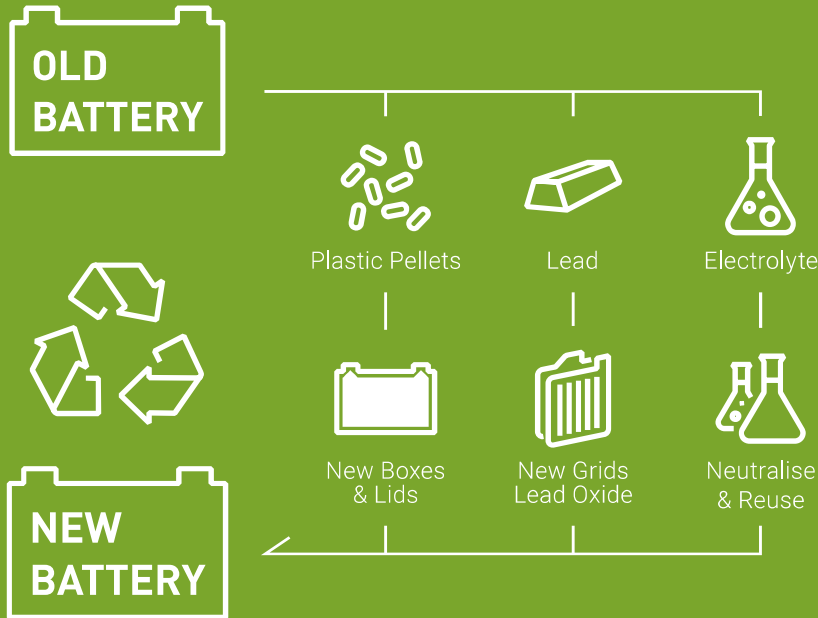 OLD
BATTERY
Plastic Pellets
Lead
Electrolyte
New Boxes
& Lids
New Grids
Lead Oxide
Neutralise
& Reuse
NEW
BATTERY